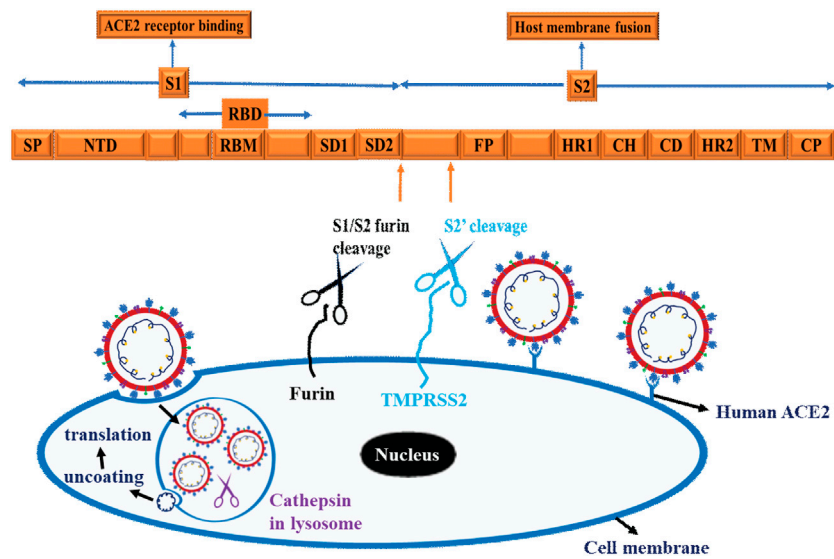 ACE2 receptor binding
Host membrane fusion
S1
S2
RBD
SP NTD RBM SD1 SD2 FP HR1 CH CD HR2 TM CP
S1/S2 furin
cleavage
S2’ cleavage
Furin
TMPRSS2
Human ACE2
translation
uncoating
Nucleus
Cathepsin
in lysosome
Cell membrane